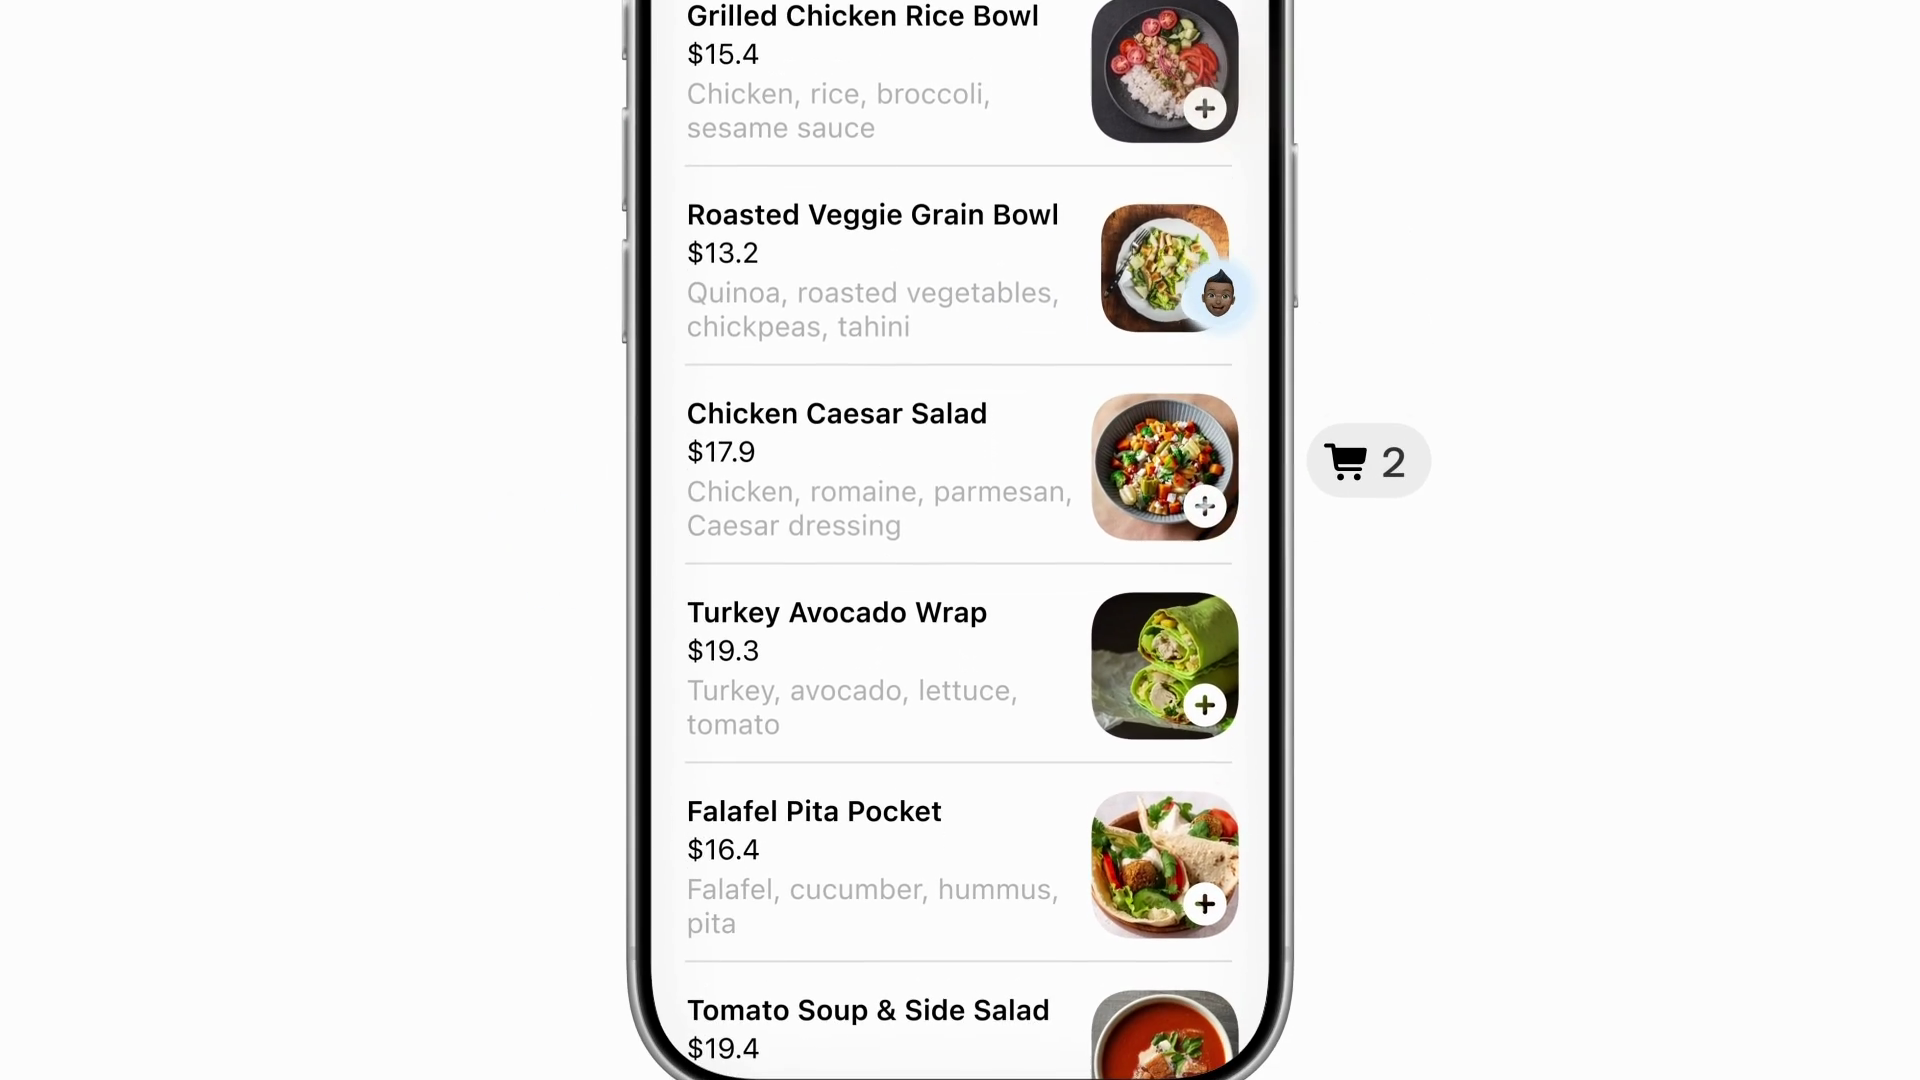 Grilled Chicken Rice Bowl
$15.4
Chicken, rice, broccoli,
sesame sauce
Roasted Veggie Grain Bowl
$13.2
Quinoa, roasted vegetables,
chickpeas, tahini
Chicken Caesar Salad
$17.9
Chicken, romaine, parmesan,
Caesar dressing
2
Turkey Avocado Wrap
$19.3
Turkey, avocado, lettuce,
tomato
Falafel Pita Pocket
$16.4
Falafel, cucumber, hummus,
pita
Tomato Soup & Side Salad
$19.4